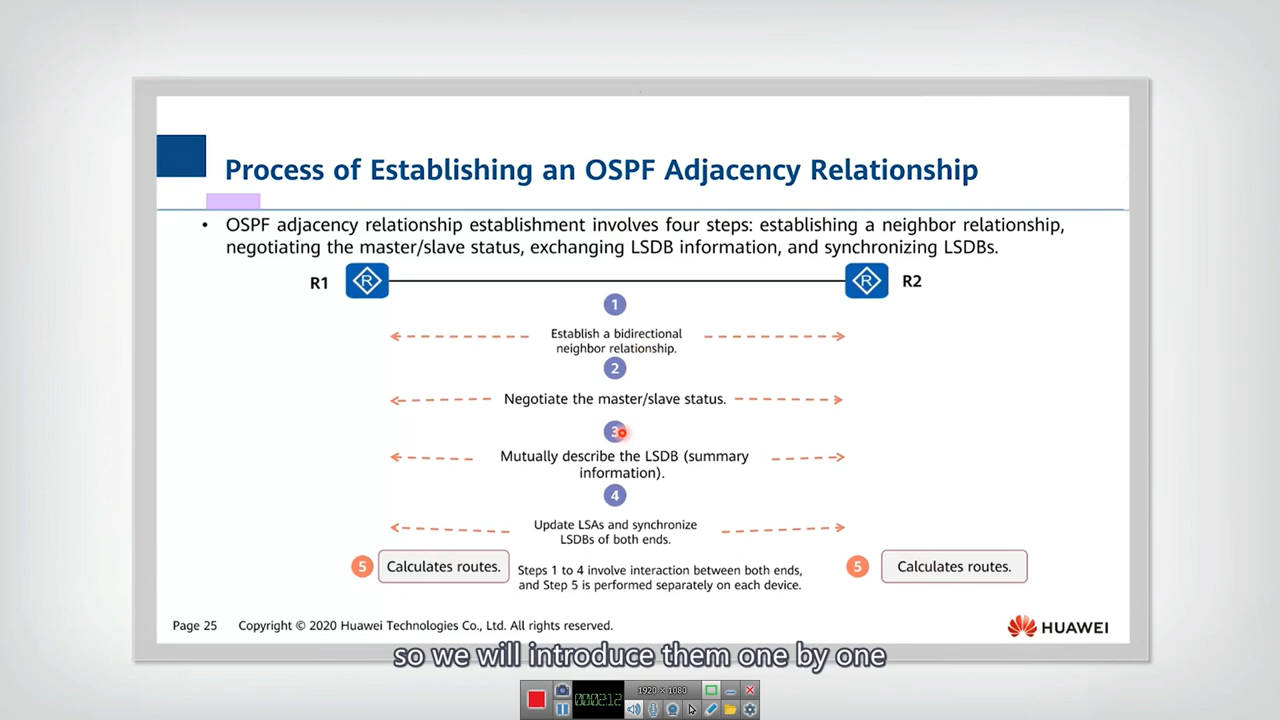 Process of Establishing an OSPF Adjacency Relationship
• OSPF adjacency relationship establishment involves four steps: establishing a neighbor relationship,
negotiating the master/slave status, exchanging LSDB information, and synchronizing LSDBs.
R1
R
R
R2
1
Establish a bidirectional
neighbor relationship.
2
Negotiate the master/slave status.
3
Mutually describe the LSDB (summary
information).
4
Update LSAs and synchronize
LSDBs of both ends.
5 Calculates routes.
Steps 1 to 4 involve interaction between both ends,
and Step 5 is performed separately on each device.
5 Calculates routes.
Page 25 Copyright © 2020 Huawei Technologies Co., Ltd. All rights reserved.
HUAWEI
so we will introduce them one by one
1920 × 1080
000:02:12